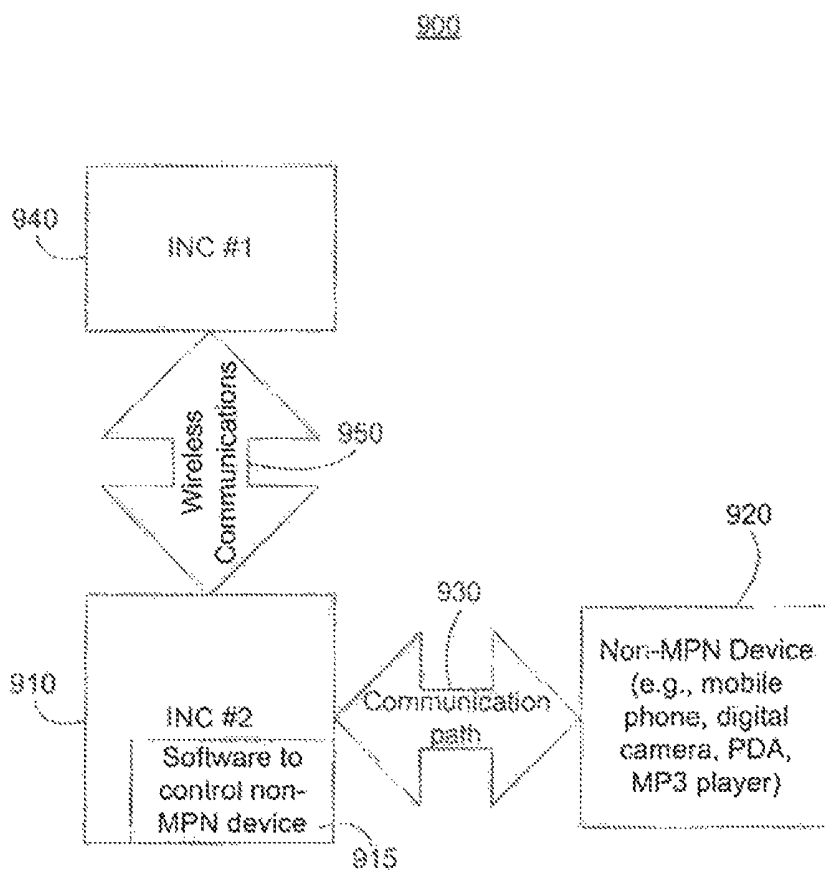 900
940
INC #1
Wireless
Communications
950
920
930
910
INC #2
Communication
path
Non-MPN Device
(e.g., mobile
phone, digital
camera, PDA,
MP3 player)
Software to
control non-
MPN device
915